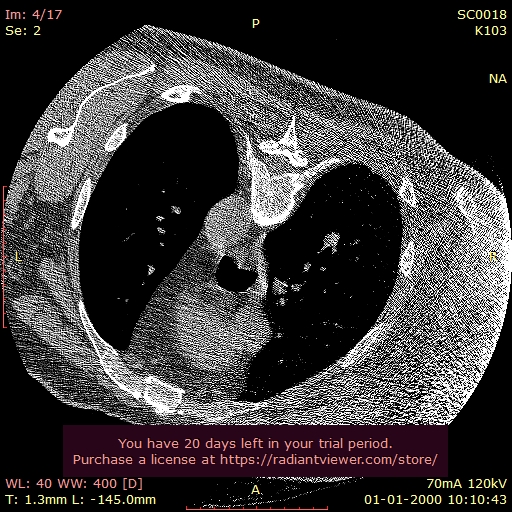 Im: 4/17
Se: 2
P
SC0018
K103
NA
L
R
You have 20 days left in your trial period.
Purchase a license at https://radiantviewer.com/store/
WL: 40 WW: 400 [D]
T: 1.3mm L: -145.0mm
A
70mA 120kV
01-01-2000 10:10:43